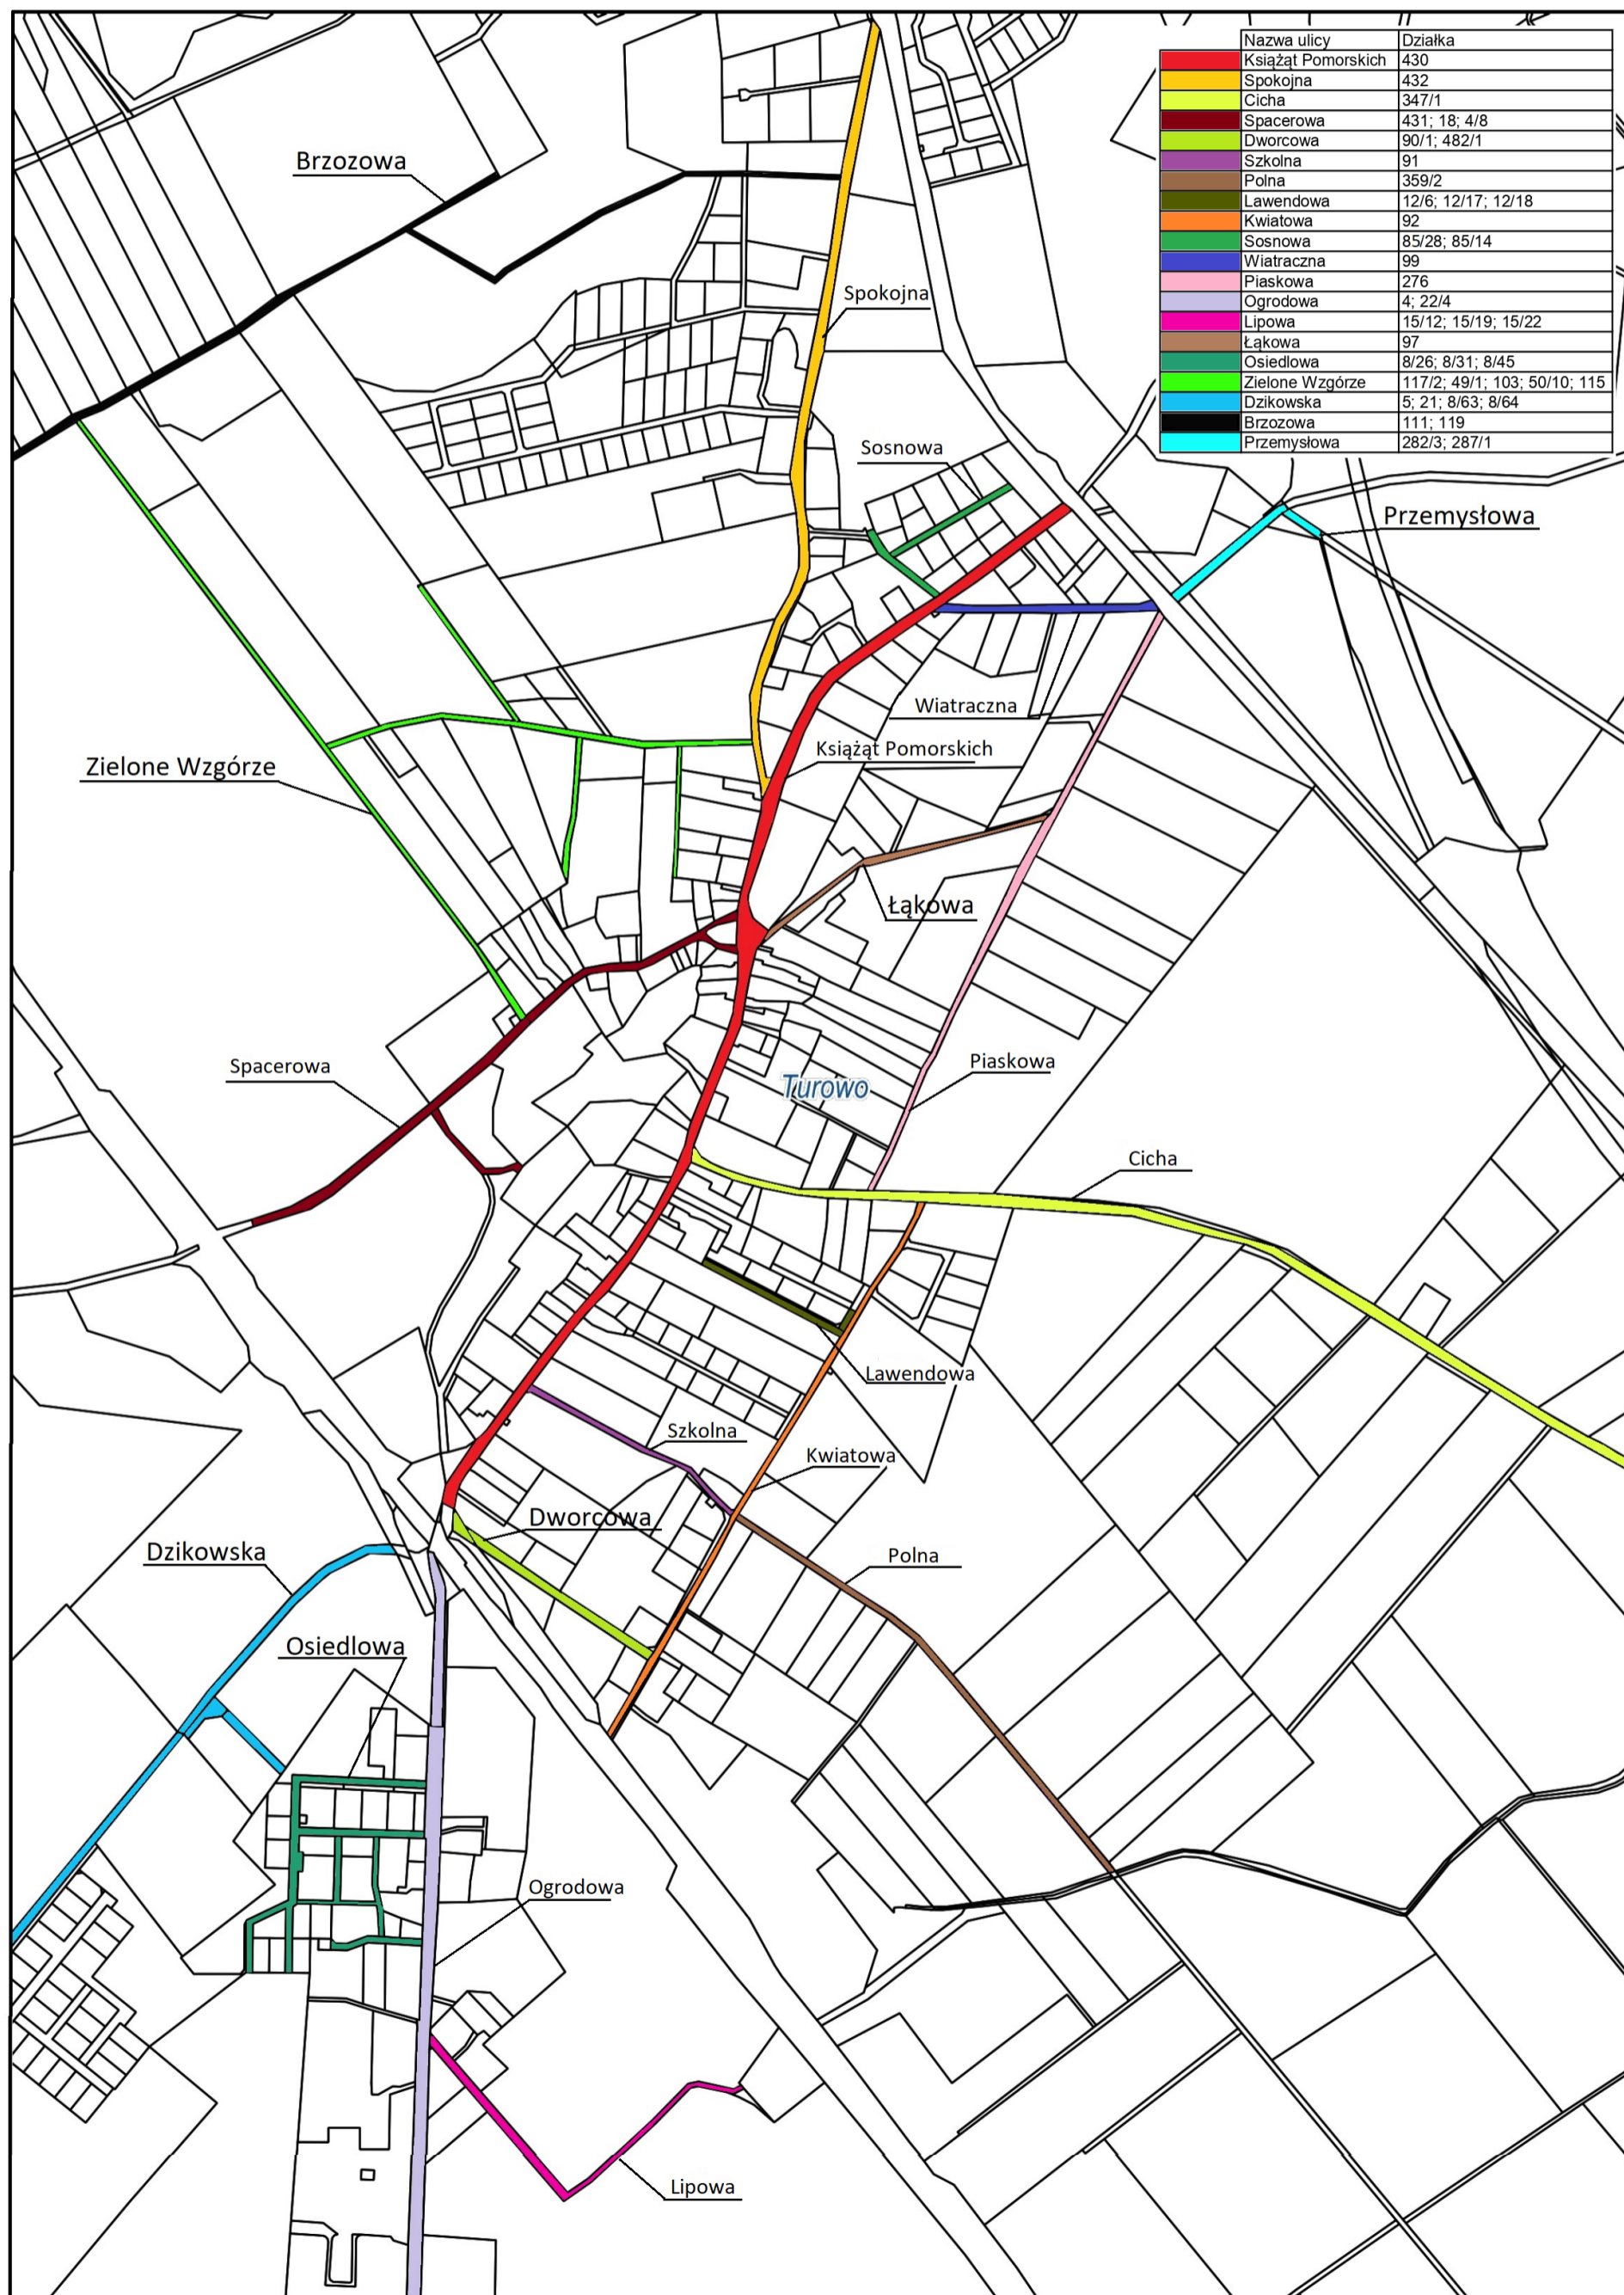 Nazwa ulicy Działka
Książąt Pomorskich 430
Spokojna 432
Cicha 347/1
Spacerowa 431; 18; 4/8
Dworcowa 90/1; 482/1
Szkolna 91
Polna 359/2
Lawendowa 12/6; 12/17; 12/18
Kwiatowa 92
Sosnowa 85/28; 85/14
Wiatraczna 99
Piaskowa 276
Ogrodowa 4; 22/4
Lipowa 15/12; 15/19; 15/22
Łąkowa 97
Osiedlowa 8/26; 8/31; 8/45
Zielone Wzgórze 117/2; 49/1; 103; 50/10; 115
Dzikowska 5; 21; 8/63; 8/64
Brzozowa 111; 119
Przemysłowa 282/3; 287/1
Brzozowa
Spokojna
Sosnowa
Przemysłowa
Wiatraczna
Książąt Pomorskich
Zielone Wzgórze
Łąkowa
Piaskowa
Spacerowa
Turowo
Cicha
Lawendowa
Szkolna
Kwiatowa
Dworcowa
Dzikowska
Polna
Osiedlowa
Ogrodowa
Lipowa